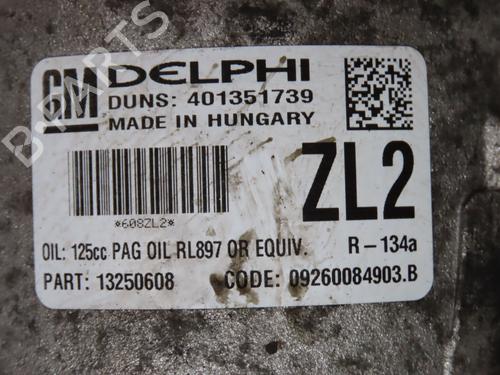 B-PARTS
GM DELPHI
DUNS: 401351739
MADE IN HUNGARY
ZL2
*608ZL2*
OIL: 125cc PAG OIL RL897 OR EQUIV. R-134a
PART: 13250608 CODE: 09260084903.B